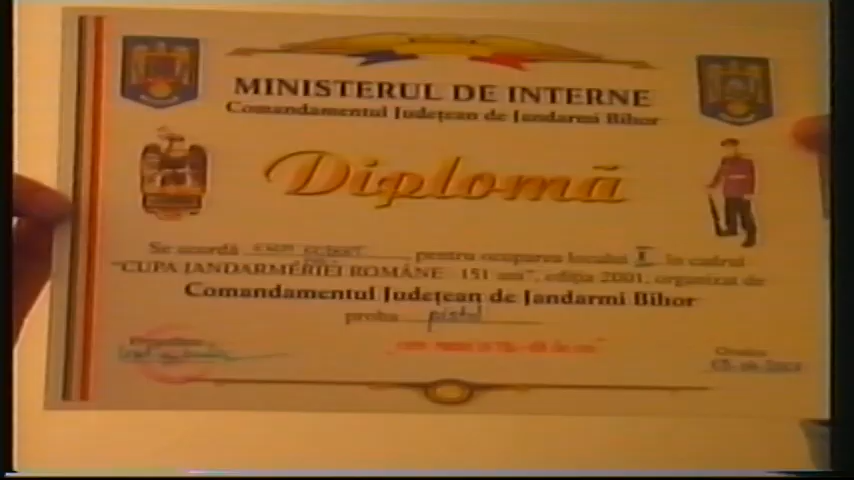 MINISTERUL DE INTERNE
Comandamentul Județean de Jandarmi Bihor
Diplomă
Se acordă pentru ocuparea locului I în cadrul
"CUPA JANDARMERIEI ROMÂNE 151 ani", ediția 2001, organizat de
Comandamentul Județean de Jandarmi Bihor
proba pistol